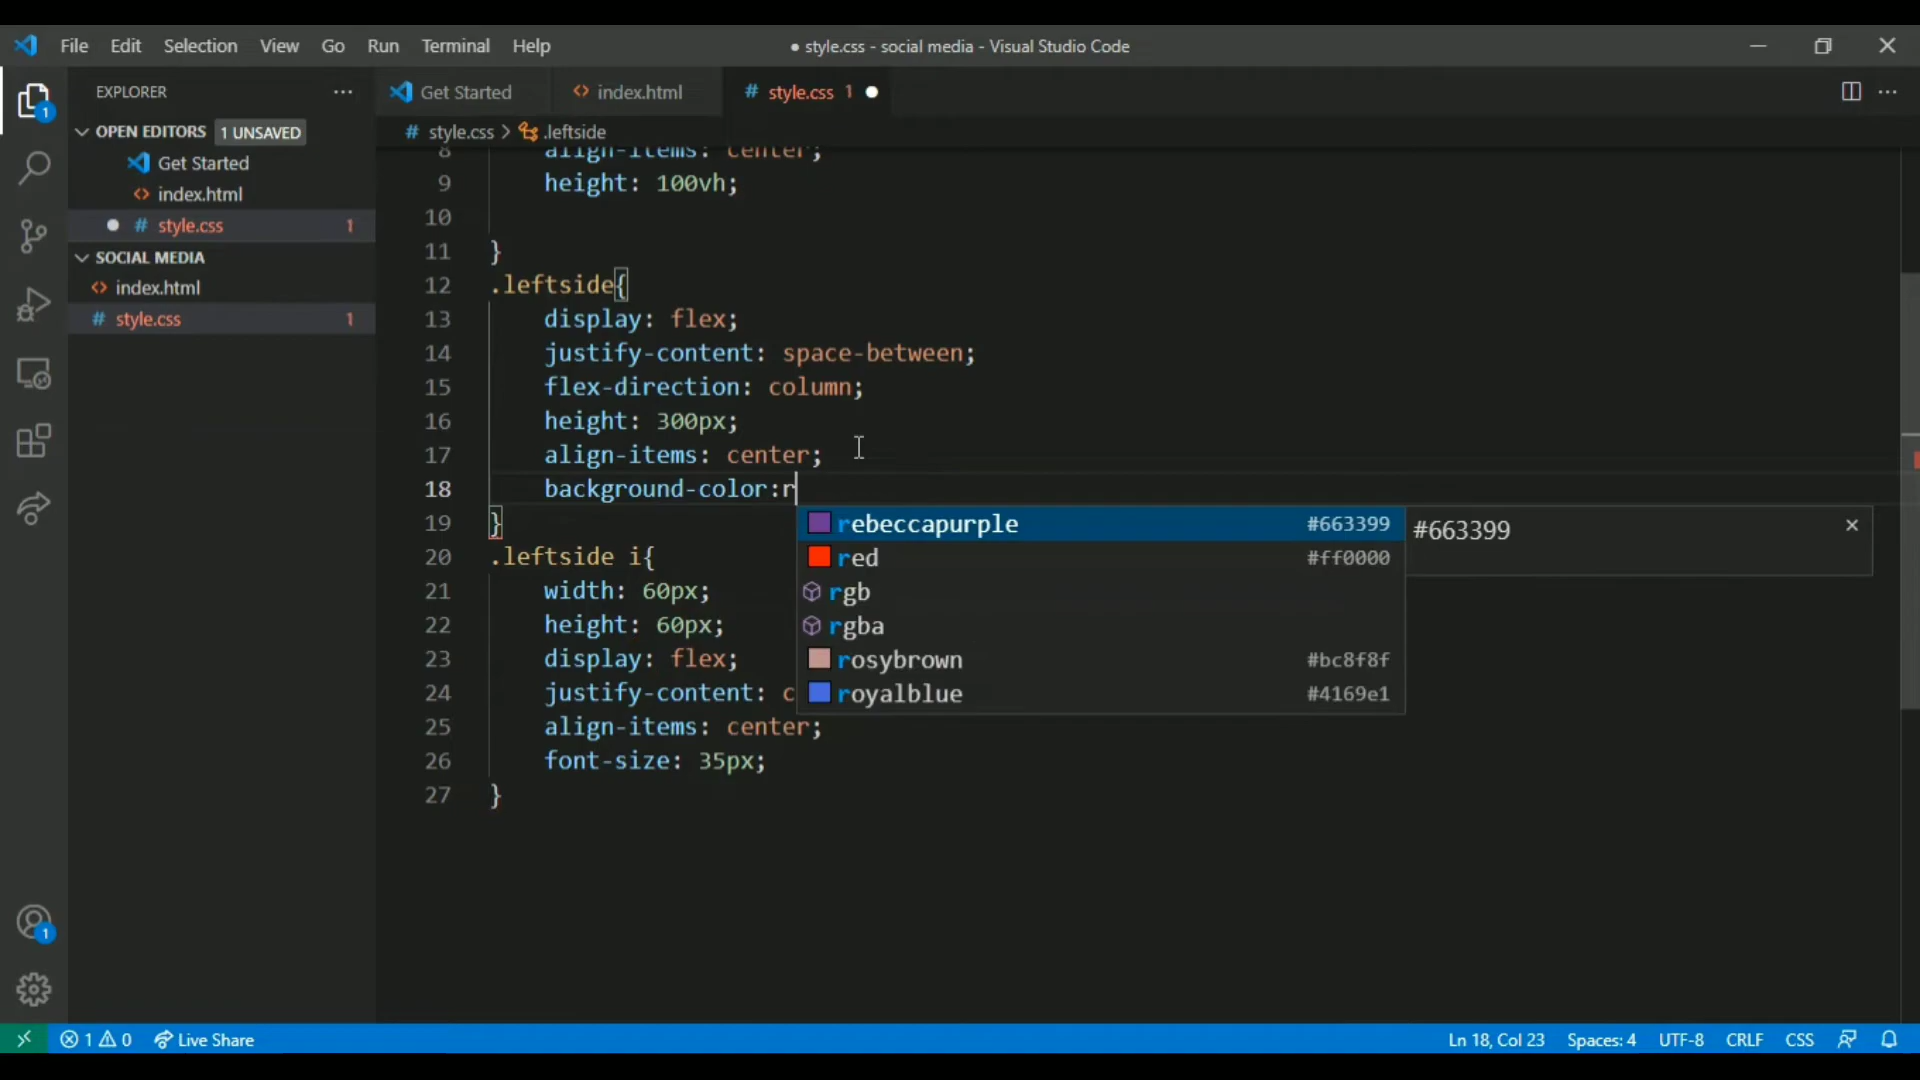 File Edit Selection View Go Run Terminal Help
● style.css - social media - Visual Studio Code
EXPLORER
Get Started
index.html
# style.css 1
OPEN EDITORS 1 UNSAVED
# style.css > .leftside
Get Started
index.html
# style.css 1
SOCIAL MEDIA
index.html
# style.css 1
8 align-items: center;
9 height: 100vh;
10
11 }
12 .leftside{
13 display: flex;
14 justify-content: space-between;
15 flex-direction: column;
16 height: 300px;
17 align-items: center;
18 background-color:r
19 }
20 .leftside i{
21 width: 60px;
22 height: 60px;
23 display: flex;
24 justify-content: c
25 align-items: center;
26 font-size: 35px;
27 }
rebeccapurple #663399
red #ff0000
rgb
rgba
rosybrown #bc8f8f
royalblue #4169e1
#663399
1
1
1 0 Live Share
Ln 18, Col 23 Spaces: 4 UTF-8 CRLF CSS